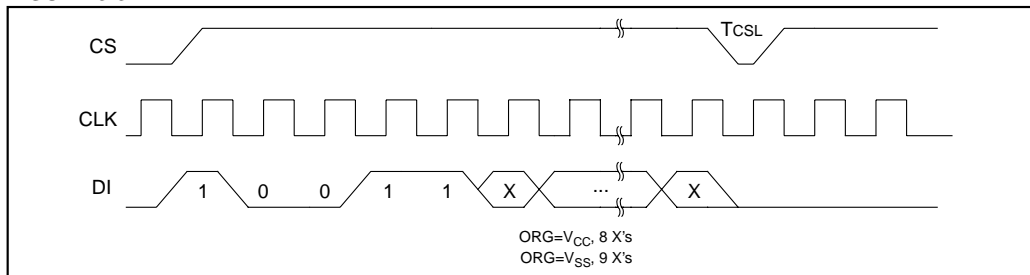 CS
TCSL
CLK
DI
1 0 0 1 1 X ... X
ORG=VCC, 8 X's
ORG=VSS, 9 X's